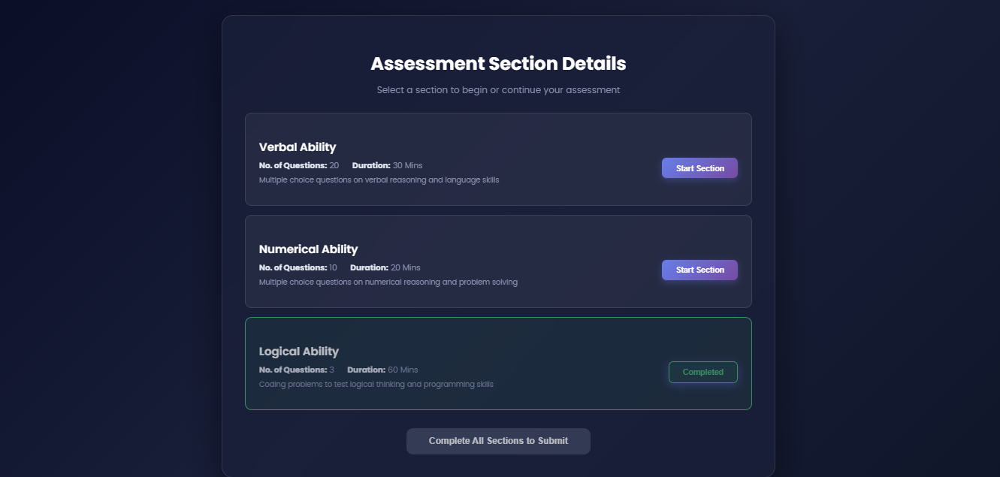 Assessment Section Details
Select a section to begin or continue your assessment
Verbal Ability
No. of Questions: 20 Duration: 30 Mins
Multiple choice questions on verbal reasoning and language skills
Start Section
Numerical Ability
No. of Questions: 10 Duration: 20 Mins
Multiple choice questions on numerical reasoning and problem solving
Start Section
Logical Ability
No. of Questions: 3 Duration: 60 Mins
Coding problems to test logical thinking and programming skills
Completed
Complete All Sections to Submit